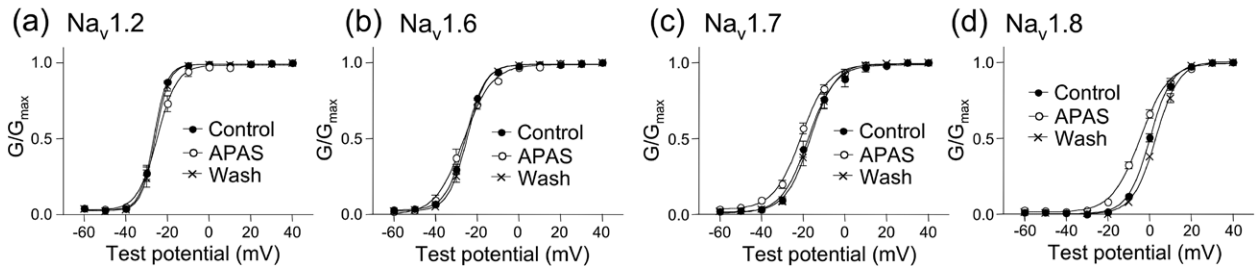 (a) Naᵥ1.2
G/Gₘₐₓ
1.0
0.5
0.0
Control
APAS
Wash
-60 -40 -20 0 20 40
Test potential (mV)
(b) Naᵥ1.6
G/Gₘₐₓ
1.0
0.5
0.0
Control
APAS
Wash
-60 -40 -20 0 20 40
Test potential (mV)
(c) Naᵥ1.7
G/Gₘₐₓ
1.0
0.5
0.0
Control
APAS
Wash
-60 -40 -20 0 20 40
Test potential (mV)
(d) Naᵥ1.8
G/Gₘₐₓ
1.0
0.5
0.0
Control
APAS
Wash
-60 -40 -20 0 20 40
Test potential (mV)